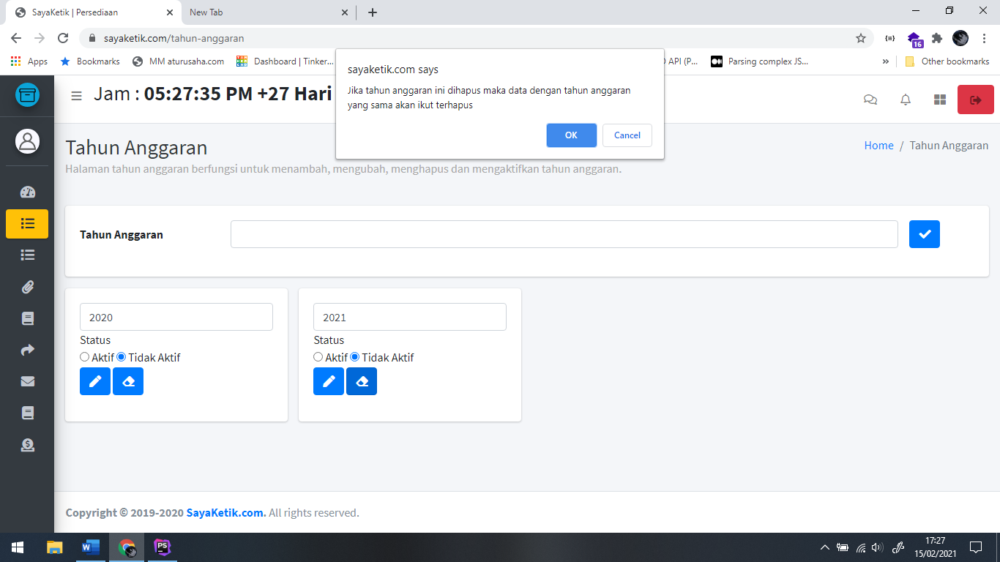 SayaKetik | Persediaan
New Tab
sayaketik.com/tahun-anggaran
16
Apps
Bookmarks
MM aturusaha.com
Dashboard | Tinker...
API (P...
Parsing complex JS...
»
Other bookmarks
sayaketik.com says
Jika tahun anggaran ini dihapus maka data dengan tahun anggaran
yang sama akan ikut terhapus
OK
Cancel
Jam : 05:27:35 PM +27 Hari
Tahun Anggaran
Home / Tahun Anggaran
Halaman tahun anggaran berfungsi untuk menambah, mengubah, menghapus dan mengaktifkan tahun anggaran.
Tahun Anggaran
2020
Status
Aktif Tidak Aktif
2021
Status
Aktif Tidak Aktif
Copyright © 2019-2020 SayaKetik.com. All rights reserved.
PS
17:27
15/02/2021